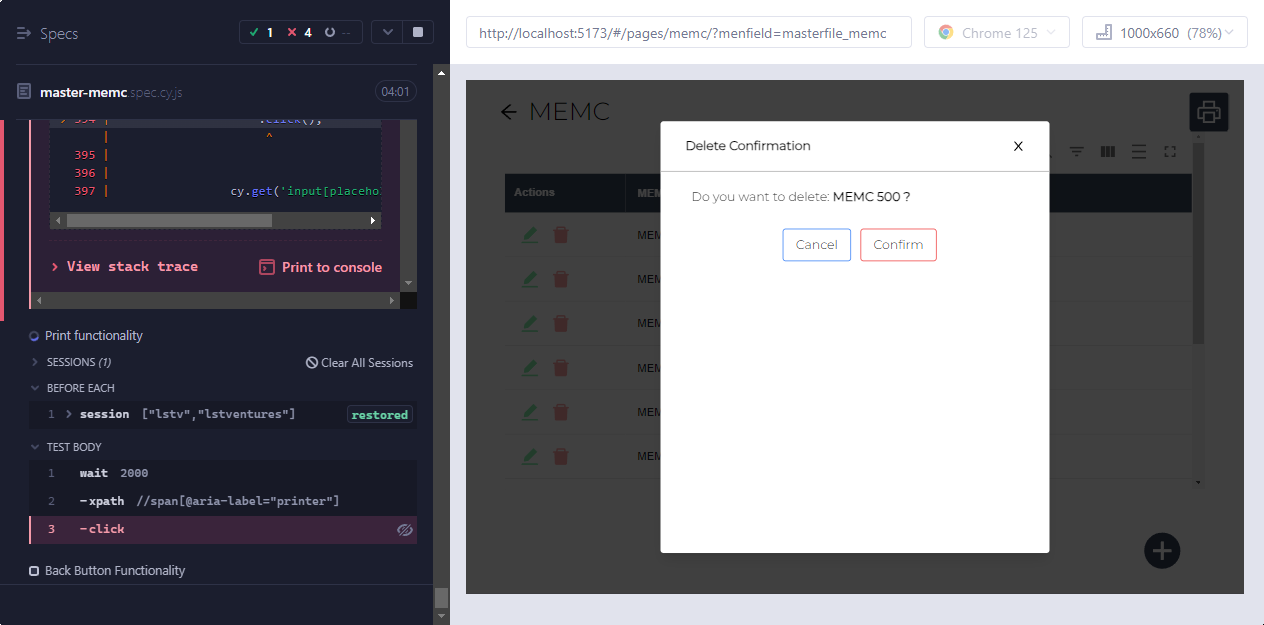 Specs
1 4 --
master-memc.spec.cy.js
04:01
> 394 | .click();
| ^
395 |
396 |
397 | cy.get('input[placeho
> View stack trace
Print to console
Print functionality
SESSIONS (1)
Clear All Sessions
BEFORE EACH
1 > session ["lstv","lstventures"] restored
TEST BODY
1 wait 2000
2 -xpath //span[@aria-label="printer"]
3 -click
Back Button Functionality
http://localhost:5173/#/pages/memc/?menfield=masterfile_memc
Chrome 125
1000x660 (78%)
MEMC
Delete Confirmation
X
Do you want to delete: MEMC 500 ?
Cancel
Confirm
Actions
MEM
MEM
MEM
MEM
MEM
MEM
MEM